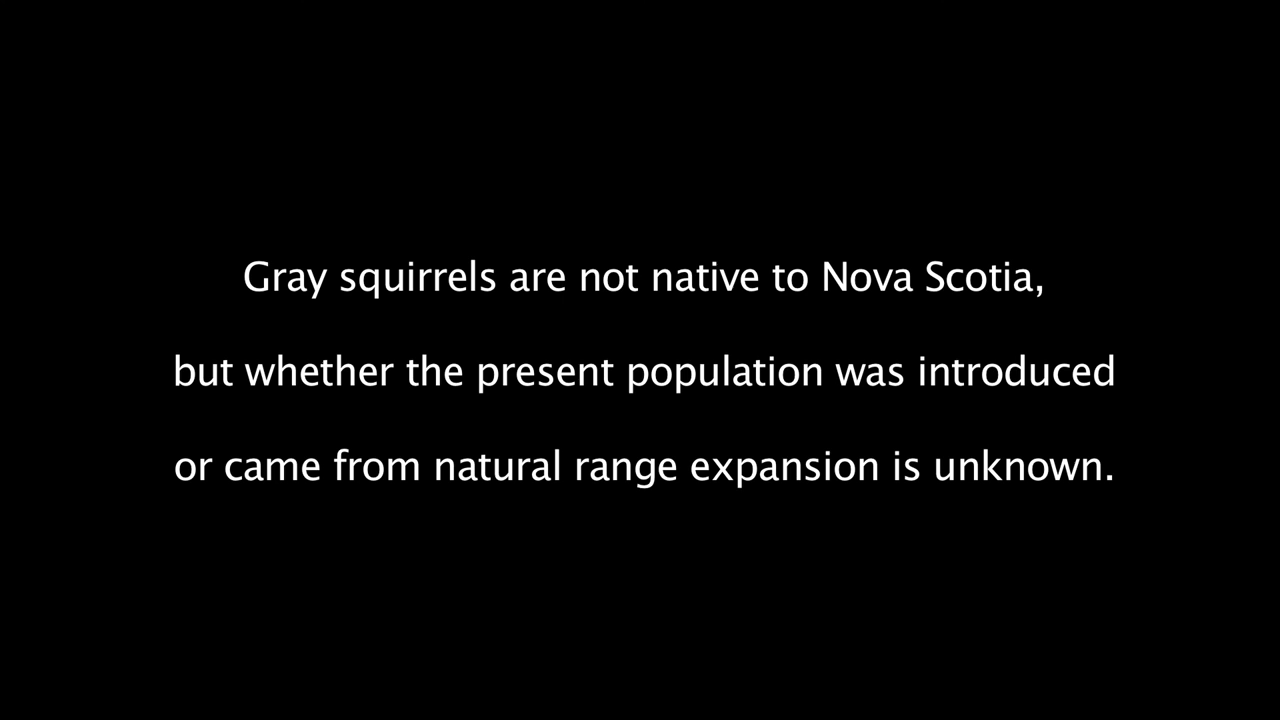 Gray squirrels are not native to Nova Scotia,
but whether the present population was introduced
or came from natural range expansion is unknown.